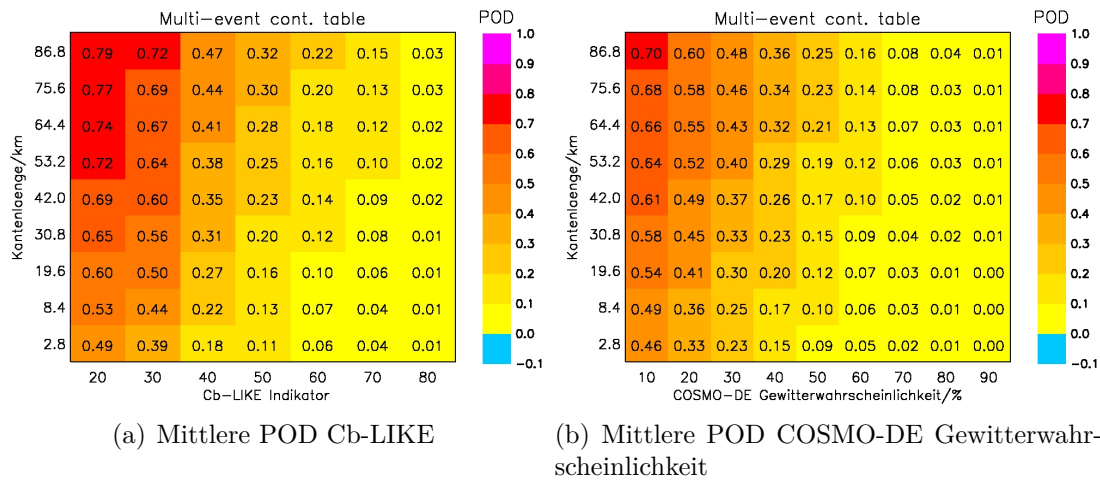 Multi-event cont. table
POD
Kantenlaenge/km
86.8 0.79 0.72 0.47 0.32 0.22 0.15 0.03
75.6 0.77 0.69 0.44 0.30 0.20 0.13 0.03
64.4 0.74 0.67 0.41 0.28 0.18 0.12 0.02
53.2 0.72 0.64 0.38 0.25 0.16 0.10 0.02
42.0 0.69 0.60 0.35 0.23 0.14 0.09 0.02
30.8 0.65 0.56 0.31 0.20 0.12 0.08 0.01
19.6 0.60 0.50 0.27 0.16 0.10 0.06 0.01
8.4 0.53 0.44 0.22 0.13 0.07 0.04 0.01
2.8 0.49 0.39 0.18 0.11 0.06 0.04 0.01
20 30 40 50 60 70 80
Cb-LIKE Indikator
1.0
0.9
0.8
0.7
0.6
0.5
0.4
0.3
0.2
0.1
0.0
-0.1
(a) Mittlere POD Cb-LIKE
Multi-event cont. table
POD
Kantenlaenge/km
86.8 0.70 0.60 0.48 0.36 0.25 0.16 0.08 0.04 0.01
75.6 0.68 0.58 0.46 0.34 0.23 0.14 0.08 0.03 0.01
64.4 0.66 0.55 0.43 0.32 0.21 0.13 0.07 0.03 0.01
53.2 0.64 0.52 0.40 0.29 0.19 0.12 0.06 0.03 0.01
42.0 0.61 0.49 0.37 0.26 0.17 0.10 0.05 0.02 0.01
30.8 0.58 0.45 0.33 0.23 0.15 0.09 0.04 0.02 0.01
19.6 0.54 0.41 0.30 0.20 0.12 0.07 0.03 0.01 0.00
8.4 0.49 0.36 0.25 0.17 0.10 0.06 0.03 0.01 0.00
2.8 0.46 0.33 0.23 0.15 0.09 0.05 0.02 0.01 0.00
10 20 30 40 50 60 70 80 90
COSMO-DE Gewitterwahrscheinlichkeit/%
1.0
0.9
0.8
0.7
0.6
0.5
0.4
0.3
0.2
0.1
0.0
-0.1
(b) Mittlere POD COSMO-DE Gewitterwahr-
scheinlichkeit